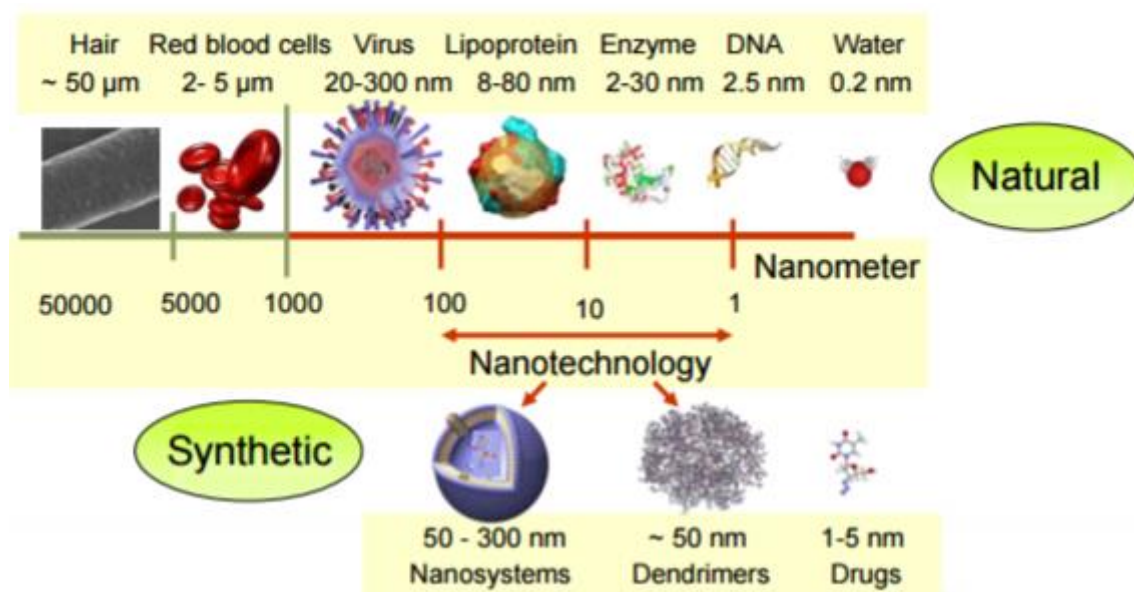 Hair Red blood cells Virus Lipoprotein Enzyme DNA Water
~ 50 µm 2- 5 µm 20-300 nm 8-80 nm 2-30 nm 2.5 nm 0.2 nm
Natural
Nanometer
50000 5000 1000 100 10 1
Nanotechnology
Synthetic
50 - 300 nm ~ 50 nm 1-5 nm
Nanosystems Dendrimers Drugs